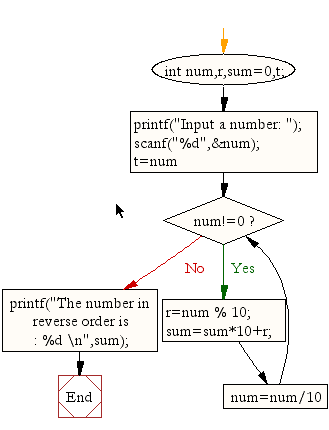 int num,r,sum=0,t;
printf("Input a number: ");
scanf("%d",&num);
t=num
num!=0 ?
No
Yes
printf("The number in
reverse order is
: %d \n",sum);
r=num % 10;
sum=sum*10+r;
End
num=num/10